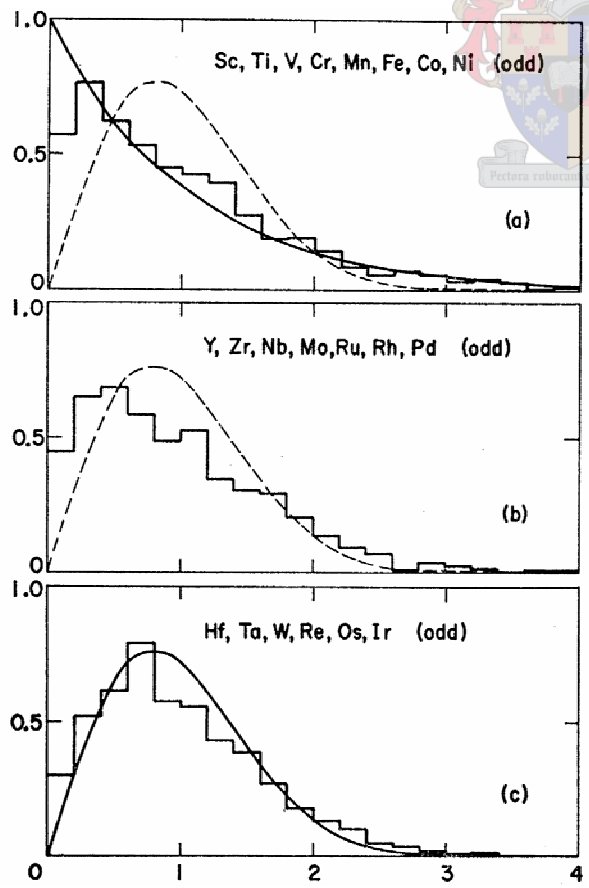 1.0
Sc, Ti, V, Cr, Mn, Fe, Co, Ni (odd)
0.5
Pectora roborant
(a)
0
1.0
Y, Zr, Nb, Mo, Ru, Rh, Pd (odd)
0.5
(b)
0
1.0
Hf, Ta, W, Re, Os, Ir (odd)
0.5
(c)
0 1 2 3 4